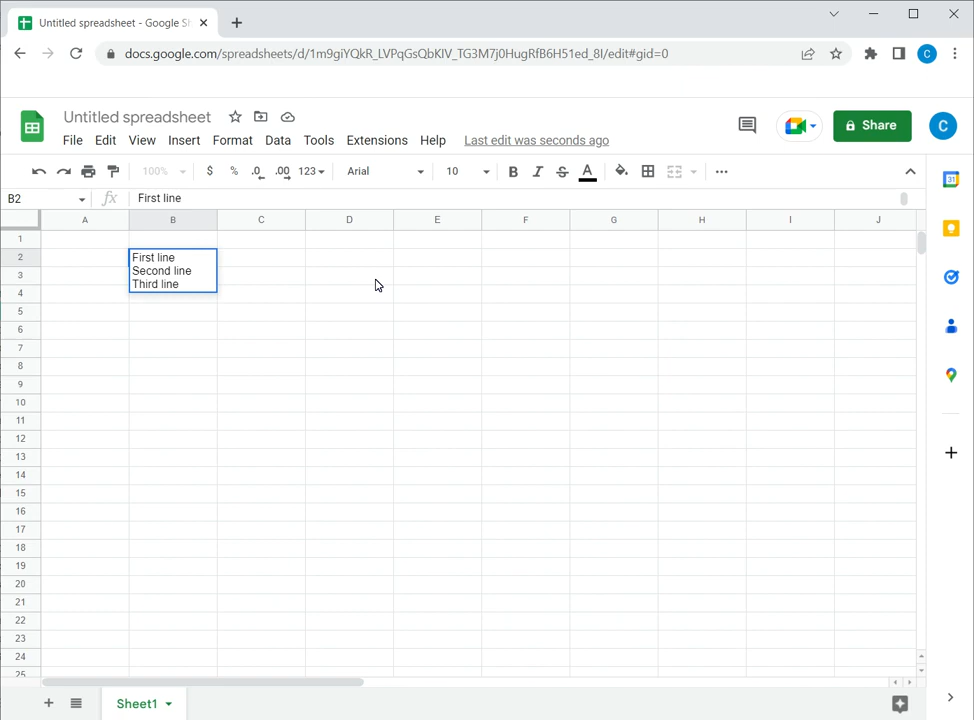 Untitled spreadsheet - Google Sh
docs.google.com/spreadsheets/d/1m9giYQkR_LVPqGsQbKIV_TG3M7j0HugRfB6H51ed_8I/edit#gid=0
C
Untitled spreadsheet
File Edit View Insert Format Data Tools Extensions Help Last edit was seconds ago
Share
C
100% $ % .0 .00 123 Arial 10 B I S A
31
B2 fx First line
A B C D E F G H I J
1
2
3
4
5
6
7
8
9
10
11
12
13
14
15
16
17
18
19
20
21
22
23
24
25
First line
Second line
Third line
Sheet1